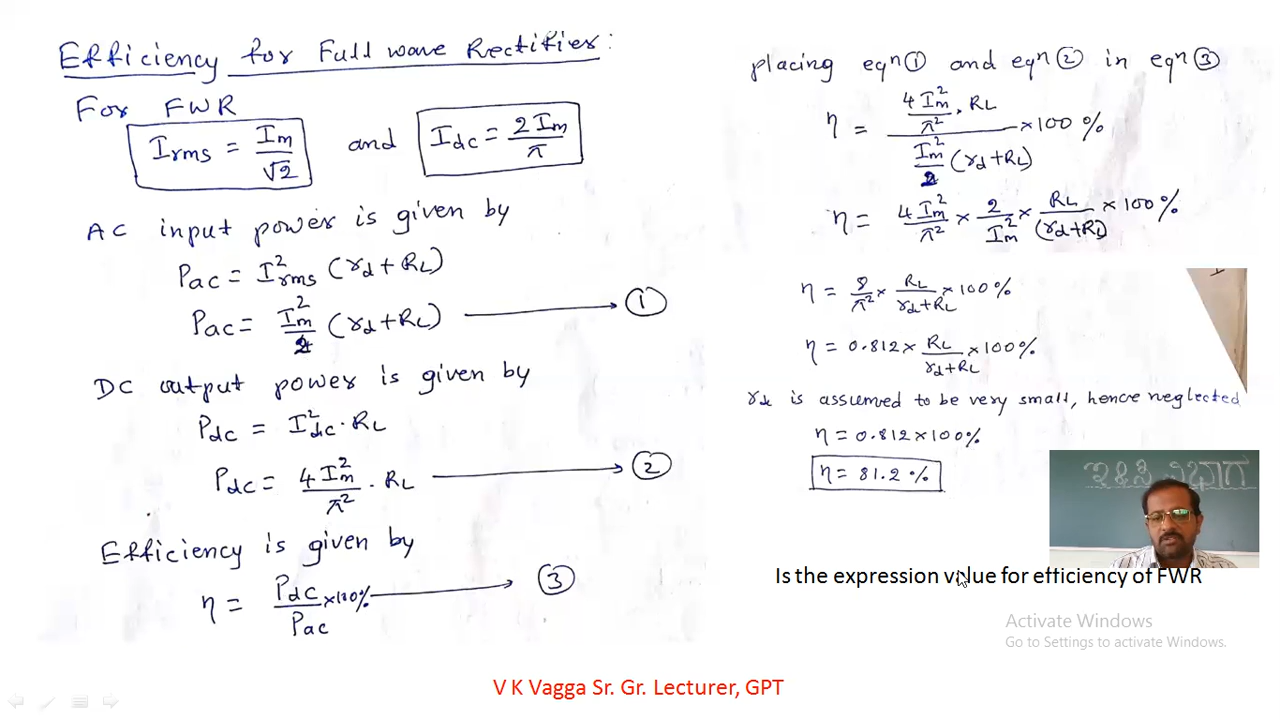 Efficiency for Full wave Rectifier:
For FWR
Irms = Im/√2 and Idc = 2Im/π
AC input power is given by
Pac = I²rms (rd + RL)
Pac = Im²/2 (rd + RL) → ①
DC output power is given by
Pdc = I²dc · RL
Pdc = 4Im²/π² · RL → ②
Efficiency is given by
η = Pdc/Pac × 100% → ③
placing eqn ① and eqn ② in eqn ③
η = (4Im²/π² · RL)/(Im²/2 (rd + RL)) × 100 %
η = 4Im²/π² × 2/Im² × RL/(rd + RL) × 100 %
η = 8/π² × RL/(rd + RL) × 100 %
η = 0.812 × RL/(rd + RL) × 100 %
rd is assumed to be very small, hence neglected
η = 0.812 × 100%
η = 81.2 %
ಇ&ಸಿ ವಿಭಾಗ
Is the expression value for efficiency of FWR
Activate Windows
Go to Settings to activate Windows.
V K Vagga Sr. Gr. Lecturer, GPT